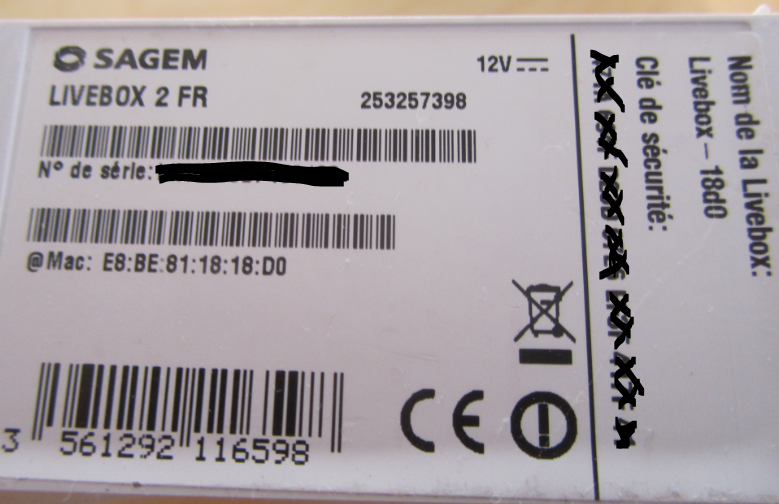 SAGEM
12V
LIVEBOX 2 FR
253257398
N° de série:
@Mac: E8:BE:81:18:18:D0
3 561292 116598
CE
Nom de la Livebox:
Livebox – 18d0
Clé de sécurité: